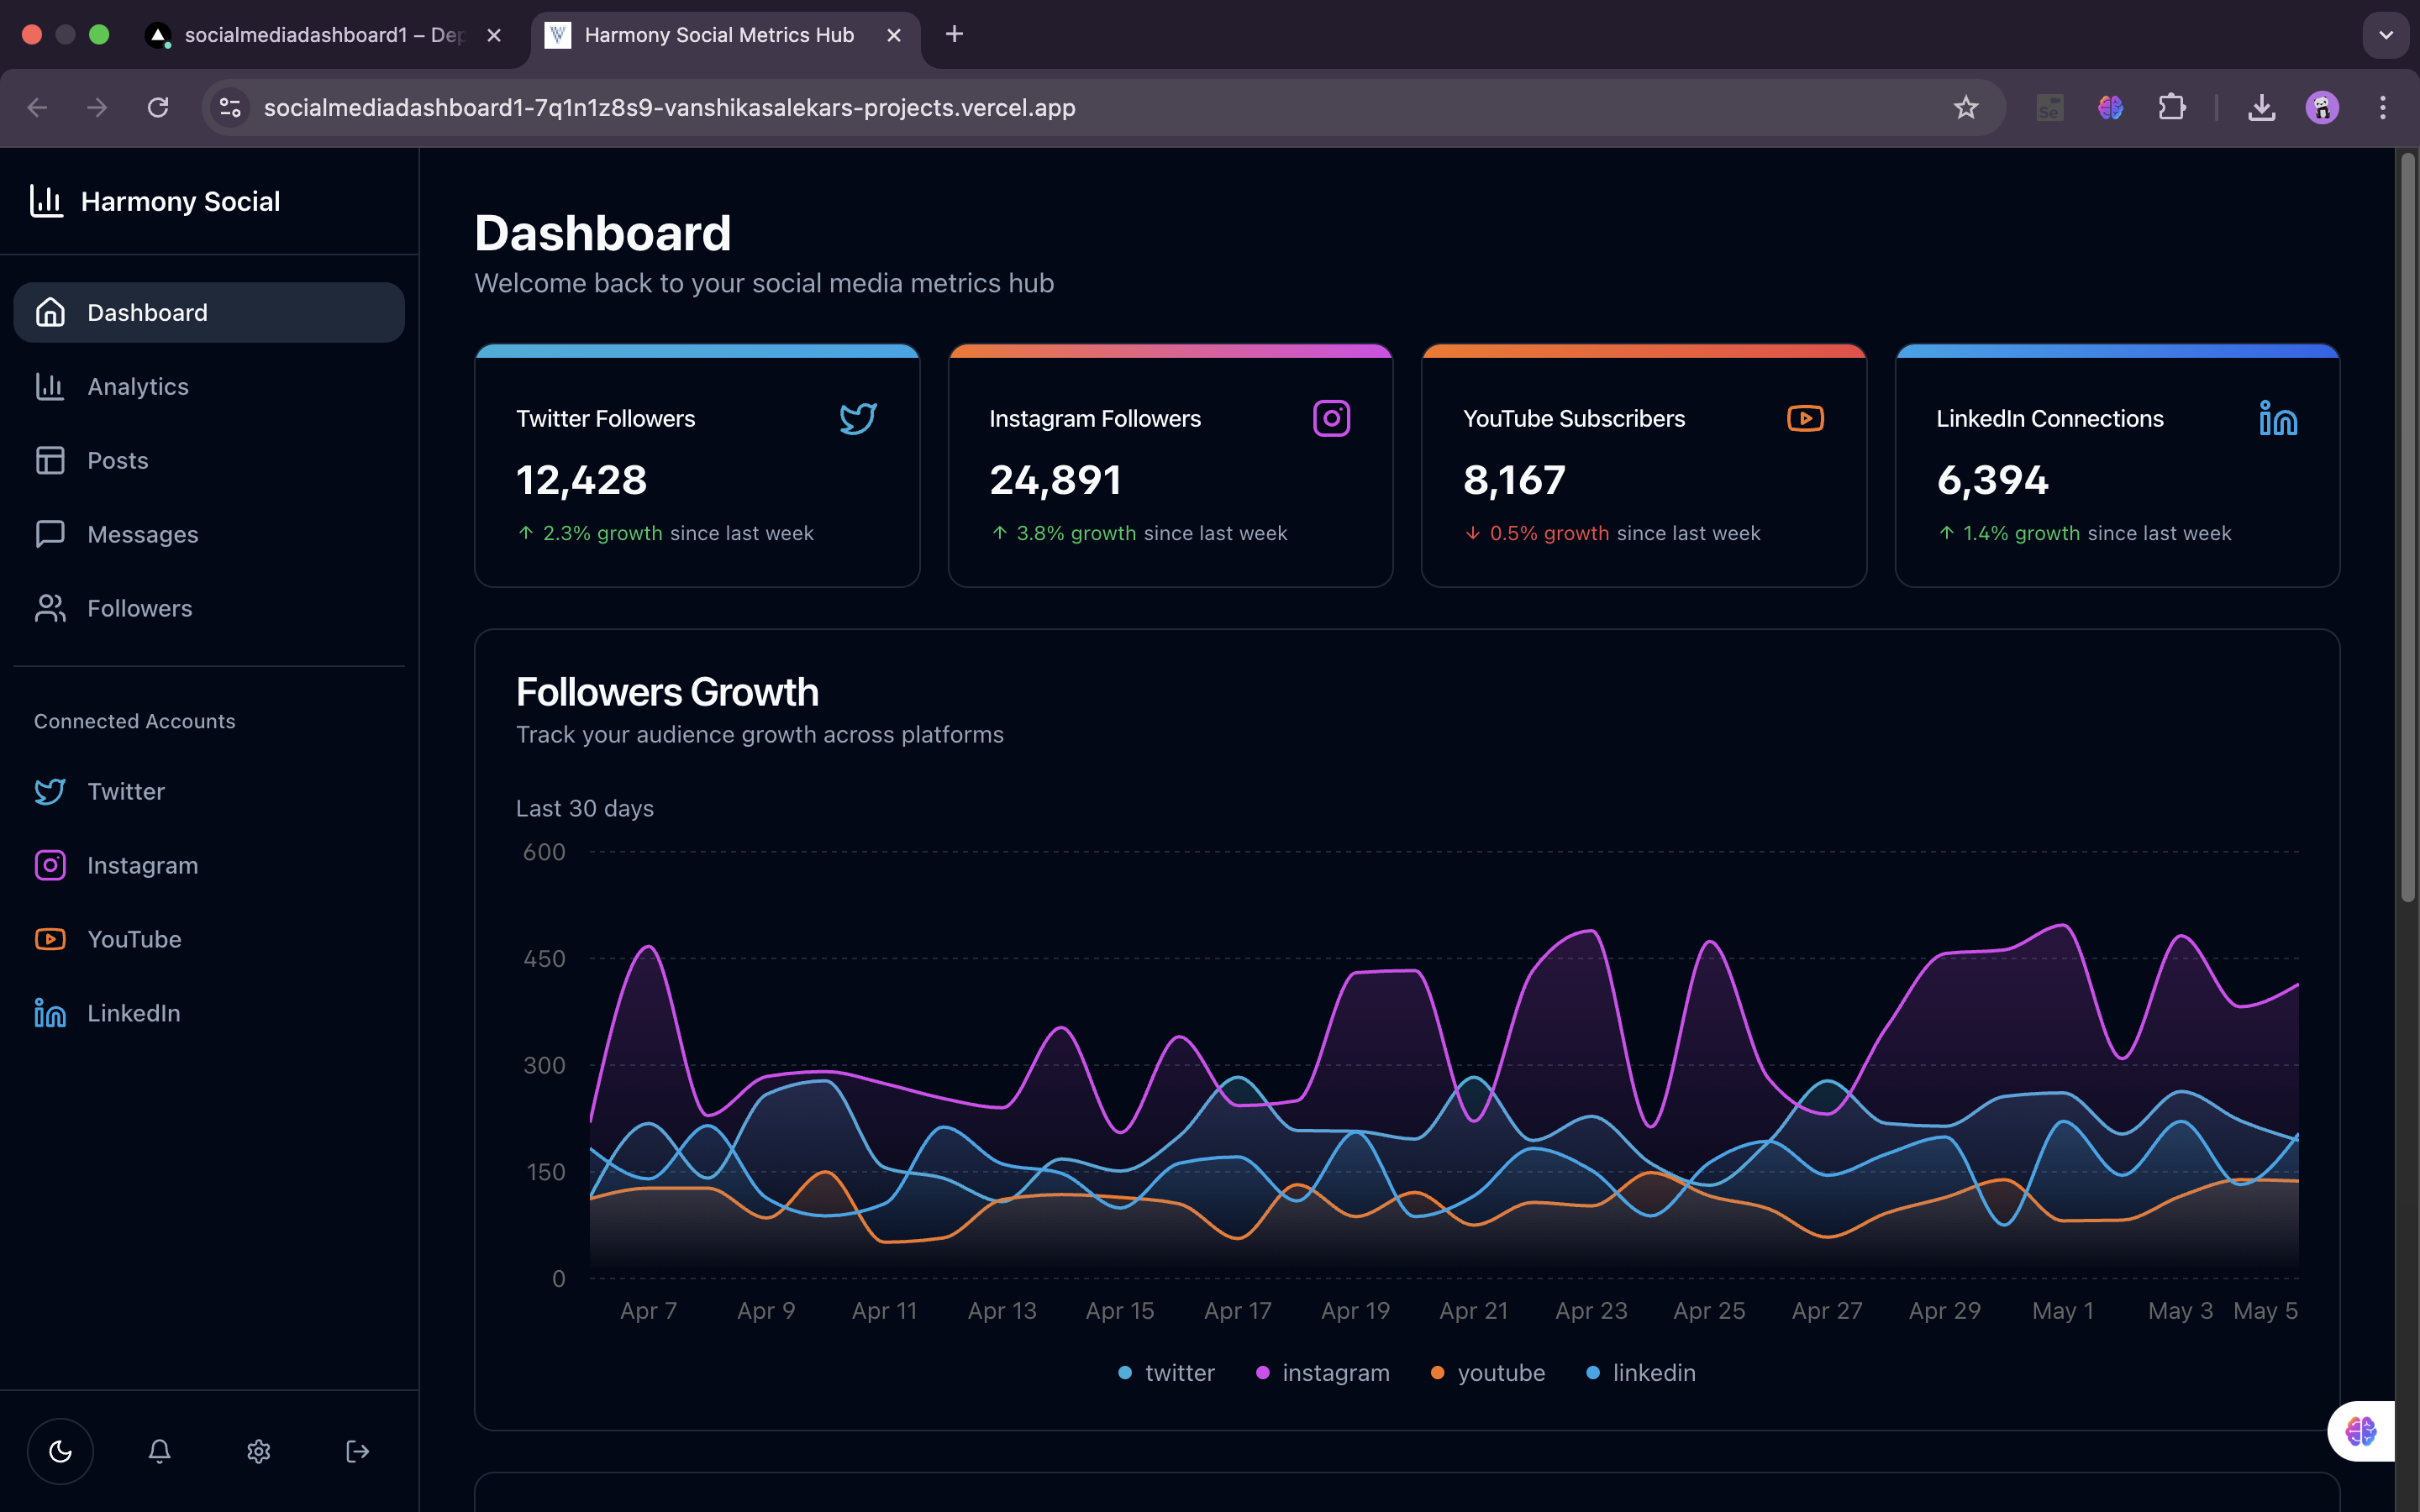 socialmediadashboard1 – Dep
Harmony Social Metrics Hub
socialmediadashboard1-7q1n1z8s9-vanshikasalekars-projects.vercel.app
Se
Harmony Social
Dashboard
Analytics
Posts
Messages
Followers
Connected Accounts
Twitter
Instagram
YouTube
LinkedIn
Dashboard
Welcome back to your social media metrics hub
Twitter Followers
12,428
↑ 2.3% growth since last week
Instagram Followers
24,891
↑ 3.8% growth since last week
YouTube Subscribers
8,167
↓ 0.5% growth since last week
LinkedIn Connections
6,394
↑ 1.4% growth since last week
Followers Growth
Track your audience growth across platforms
Last 30 days
600
450
300
150
0
Apr 7 Apr 9 Apr 11 Apr 13 Apr 15 Apr 17 Apr 19 Apr 21 Apr 23 Apr 25 Apr 27 Apr 29 May 1 May 3 May 5
twitter instagram youtube linkedin